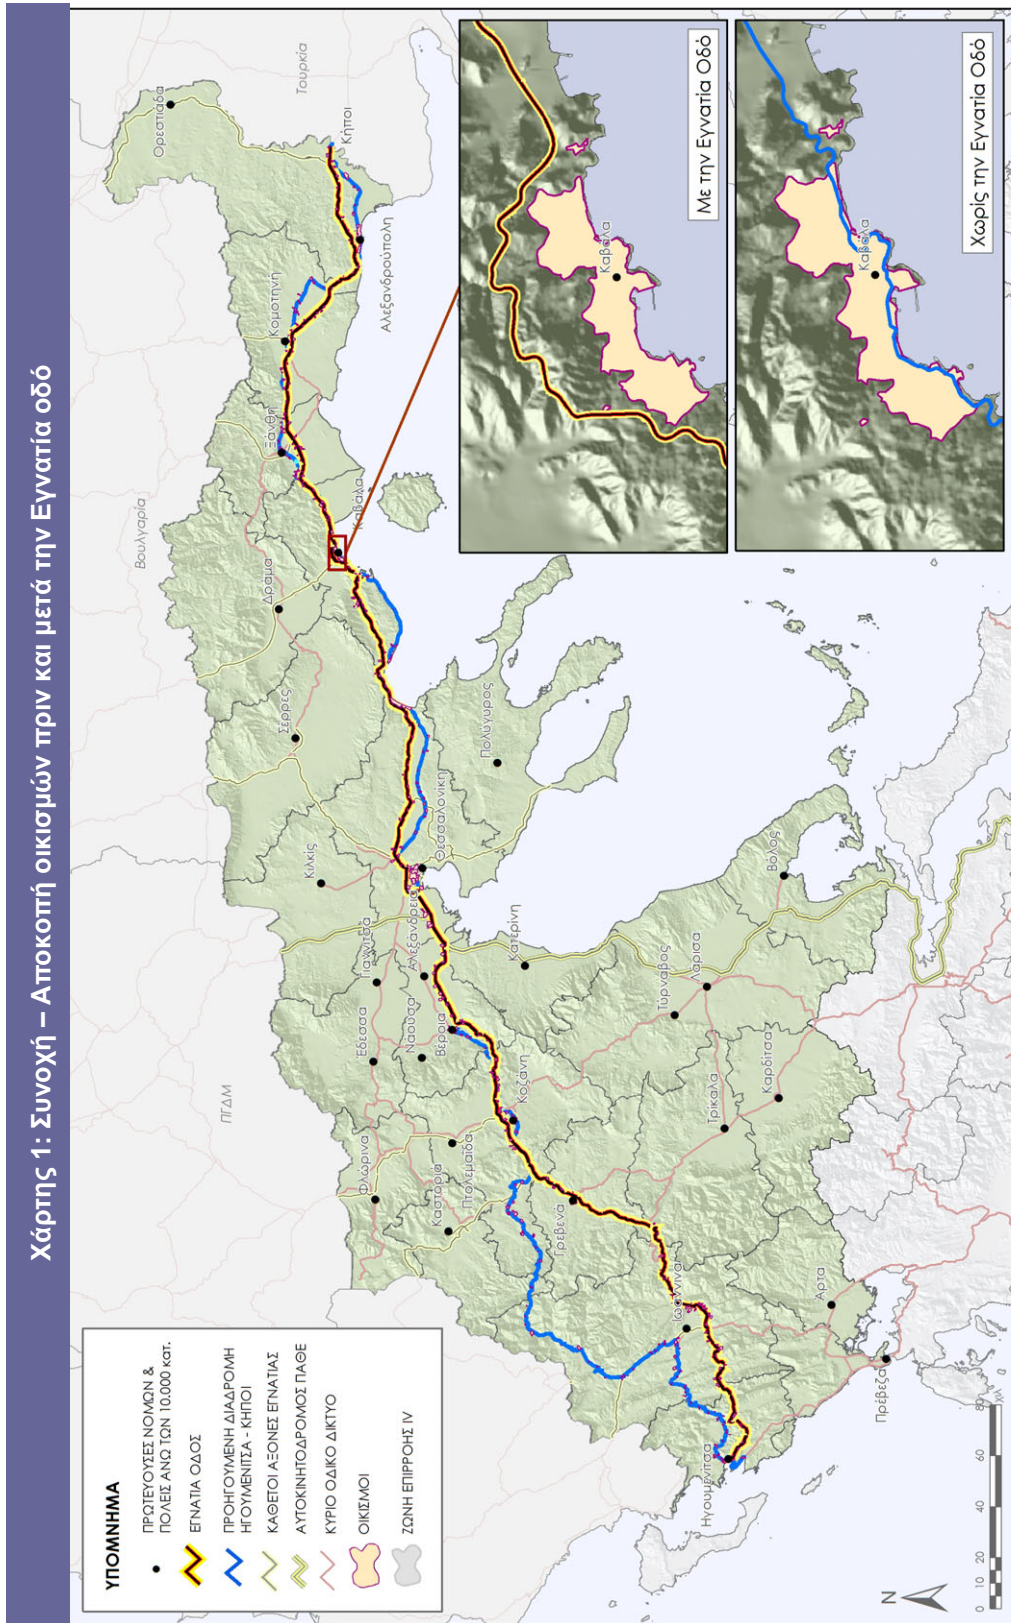 Χάρτης 1: Συνοχή – Αποκοπή οικισμών πριν και μετά την Εγνατία οδό
ΥΠΟΜΝΗΜΑ
ΠΡΩΤΕΥΟΥΣΕΣ ΝΟΜΩΝ &
ΠΟΛΕΙΣ ΑΝΩ ΤΩΝ 10.000 κατ.
ΕΓΝΑΤΙΑ ΟΔΟΣ
ΠΡΟΗΓΟΥΜΕΝΗ ΔΙΑΔΡΟΜΗ
ΗΓΟΥΜΕΝΙΤΣΑ - ΚΗΠΟΙ
ΚΑΘΕΤΟΙ ΑΞΟΝΕΣ ΕΓΝΑΤΙΑΣ
ΑΥΤΟΚΙΝΗΤΟΔΡΟΜΟΣ ΠΑΘΕ
ΚΥΡΙΟ ΟΔΙΚΟ ΔΙΚΤΥΟ
ΟΙΚΙΣΜΟΙ
ΖΩΝΗ ΕΠΙΡΡΟΗΣ IV
ΠΓΔΜ
Βουλγαρία
Τουρκία
Ορεστιάδα
Κήποι
Αλεξανδρούπολη
Κομοτηνή
Ξάνθη
Καβάλα
Δράμα
Σέρρες
Πολύγυρος
Θεσσαλονίκη
Κιλκίς
Γιαννιτσά
Αλεξάνδρεια
Έδεσσα
Νάουσα
Βέροια
Κατερίνη
Φλώρινα
Καστοριά
Πτολεμαΐδα
Κοζάνη
Γρεβενά
Τύρναβος
Λάρισα
Βόλος
Τρίκαλα
Καρδίτσα
Ιωάννινα
Ηγουμενίτσα
Άρτα
Πρέβεζα
Με την Εγνατία Οδό
Καβάλα
Χωρίς την Εγνατία Οδό
Καβάλα
N
0 10 20 40 60 80